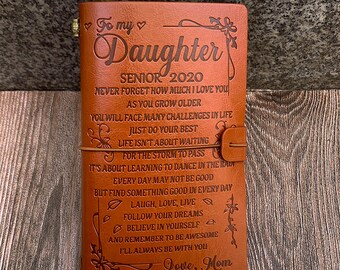 To my
Daughter
SENIOR 2020
NEVER FORGET HOW MUCH I LOVE YOU
AS YOU GROW OLDER
YOU WILL FACE MANY CHALLENGES IN LIFE
JUST DO YOUR BEST
LIFE ISN'T ABOUT WAITING
FOR THE STORM TO PASS
IT'S ABOUT LEARNING TO DANCE IN THE RAIN
EVERY DAY MAY NOT BE GOOD
BUT FIND SOMETHING GOOD IN EVERY DAY
LAUGH, LOVE, LIVE
FOLLOW YOUR DREAMS
BELIEVE IN YOURSELF
AND REMEMBER TO BE AWESOME
I'LL ALWAYS BE WITH YOU
Love, Mom